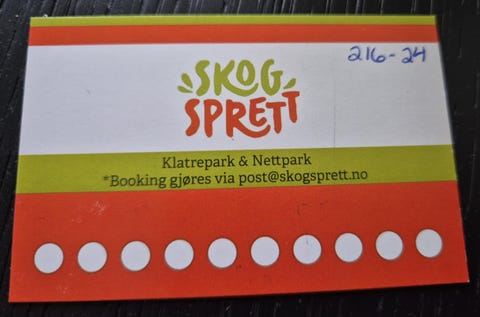 216-24
SKOG
SPRETT
Klatrepark & Nettpark
*Booking gjøres via post@skogsprett.no